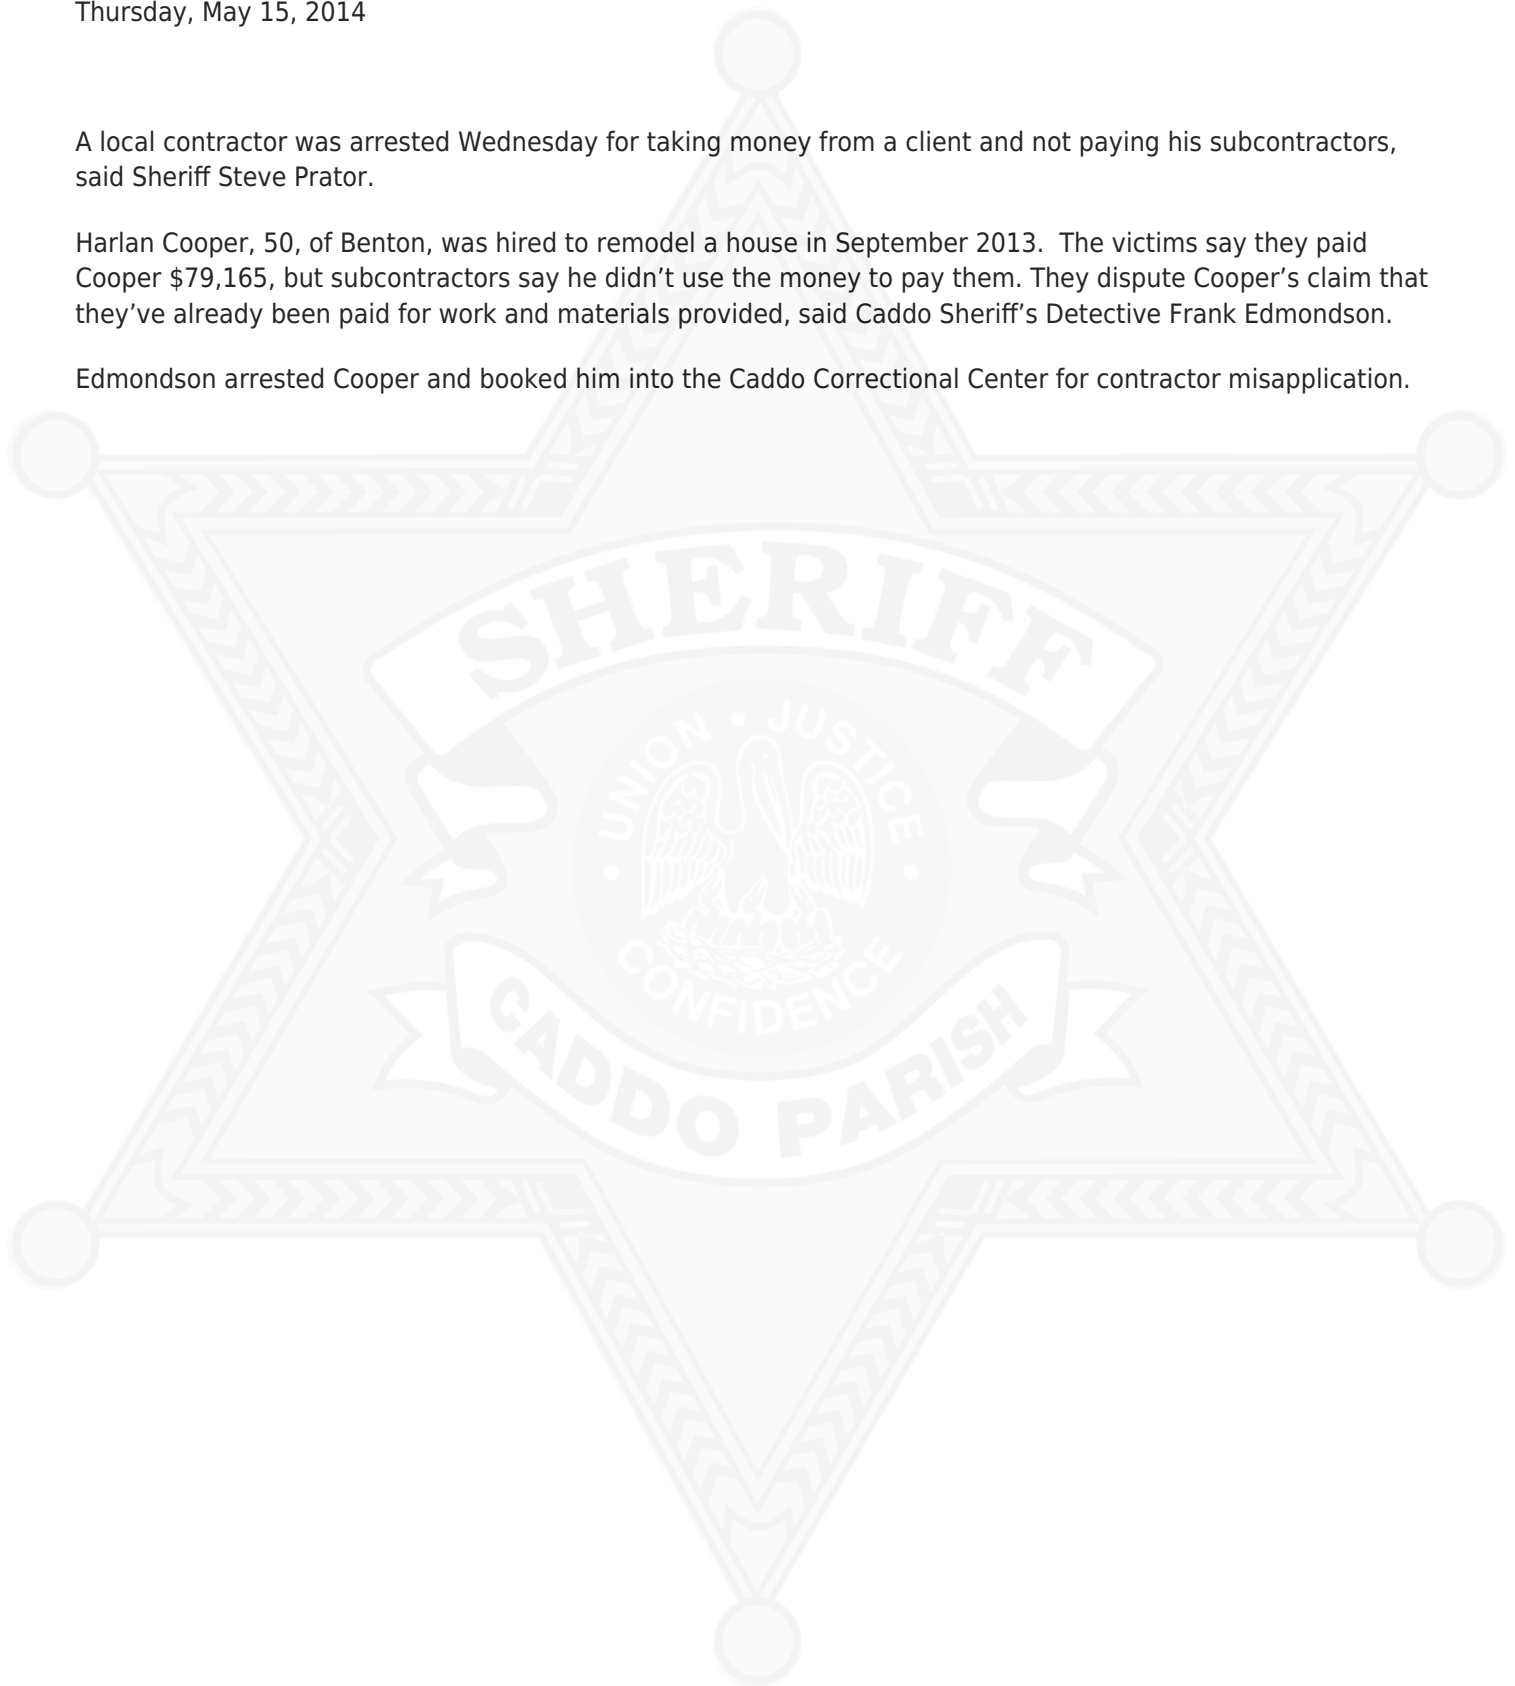 Thursday, May 15, 2014
A local contractor was arrested Wednesday for taking money from a client and not paying his subcontractors,
said Sheriff Steve Prator.
Harlan Cooper, 50, of Benton, was hired to remodel a house in September 2013.  The victims say they paid
Cooper $79,165, but subcontractors say he didn’t use the money to pay them. They dispute Cooper’s claim that
they’ve already been paid for work and materials provided, said Caddo Sheriff’s Detective Frank Edmondson.
Edmondson arrested Cooper and booked him into the Caddo Correctional Center for contractor misapplication.
SHERIFF
UNION • JUSTICE
• CONFIDENCE •
CADDO PARISH